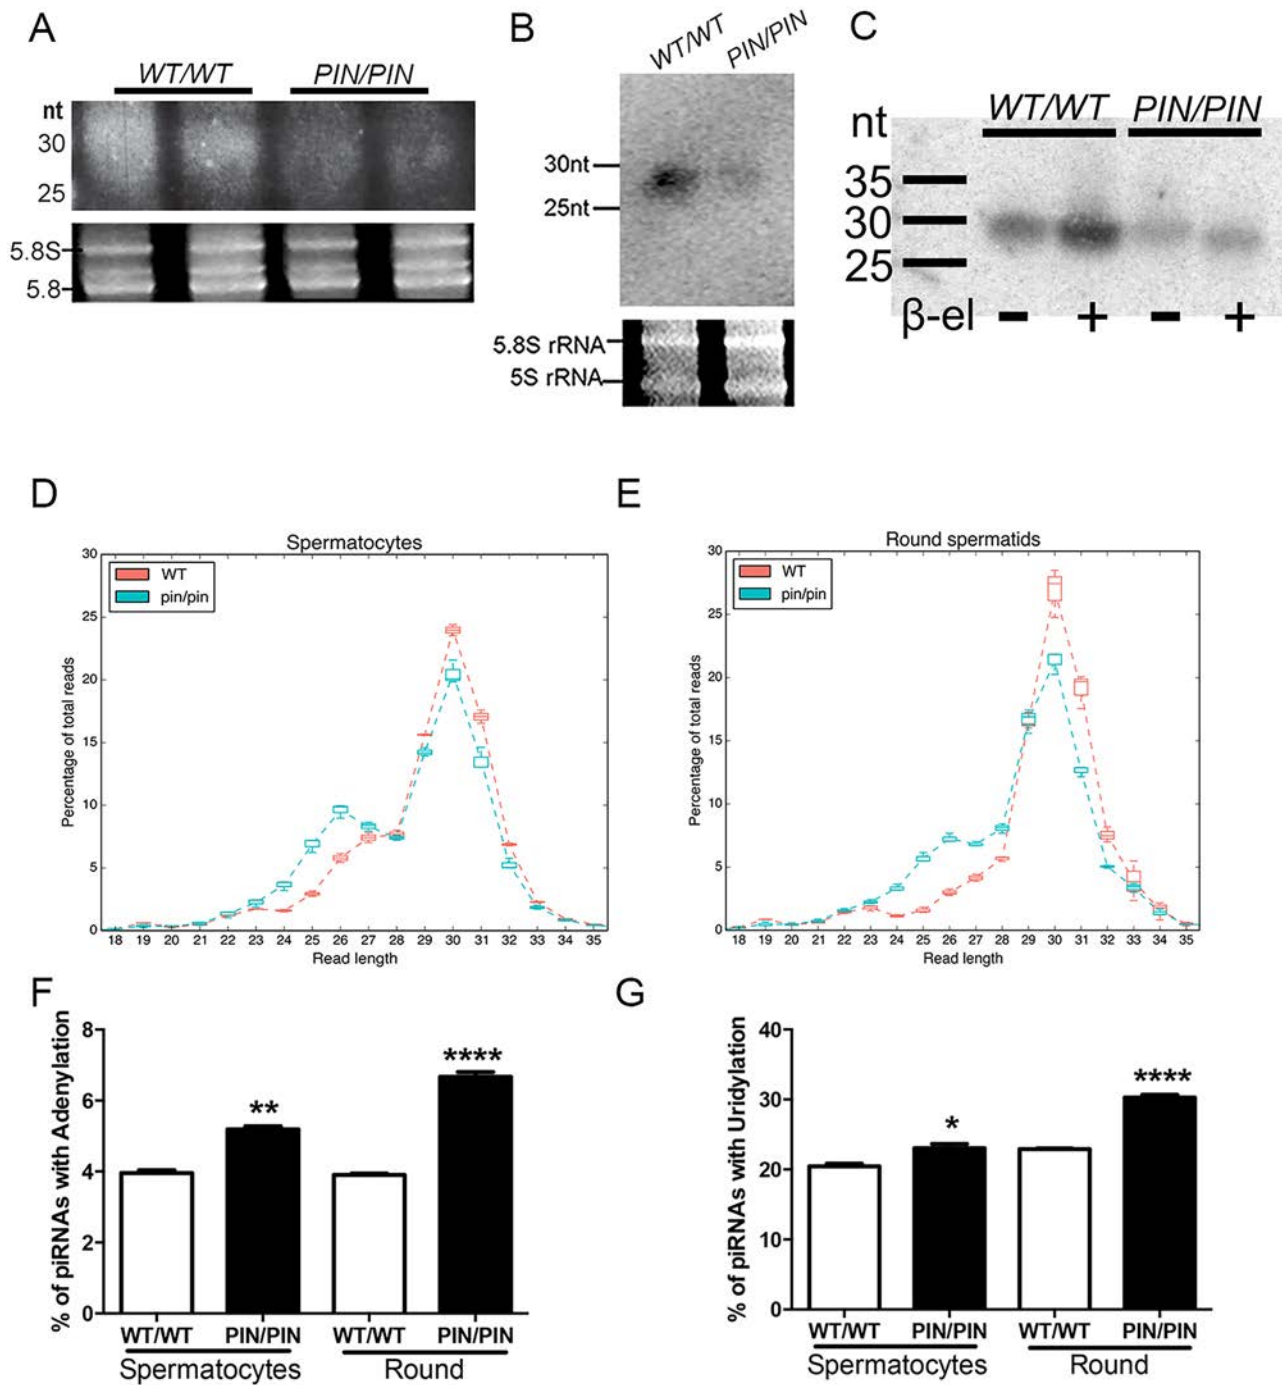 A
WT/WT PIN/PIN
nt
30
25
5.8S
5.8
B
WT/WT PIN/PIN
30nt
25nt
5.8S rRNA
5S rRNA
C
WT/WT PIN/PIN
nt
35
30
25
β-el - + - +
D
Spermatocytes
WT
pin/pin
Percentage of total reads
30
25
20
15
10
5
0
18 19 20 21 22 23 24 25 26 27 28 29 30 31 32 33 34 35
Read length
E
Round spermatids
WT
pin/pin
Percentage of total reads
30
25
20
15
10
5
0
18 19 20 21 22 23 24 25 26 27 28 29 30 31 32 33 34 35
Read length
F
% of piRNAs with Adenylation
8
6
4
2
0
**
****
WT/WT PIN/PIN WT/WT PIN/PIN
Spermatocytes Round
G
% of piRNAs with Uridylation
40
30
20
10
0
*
****
WT/WT PIN/PIN WT/WT PIN/PIN
Spermatocytes Round